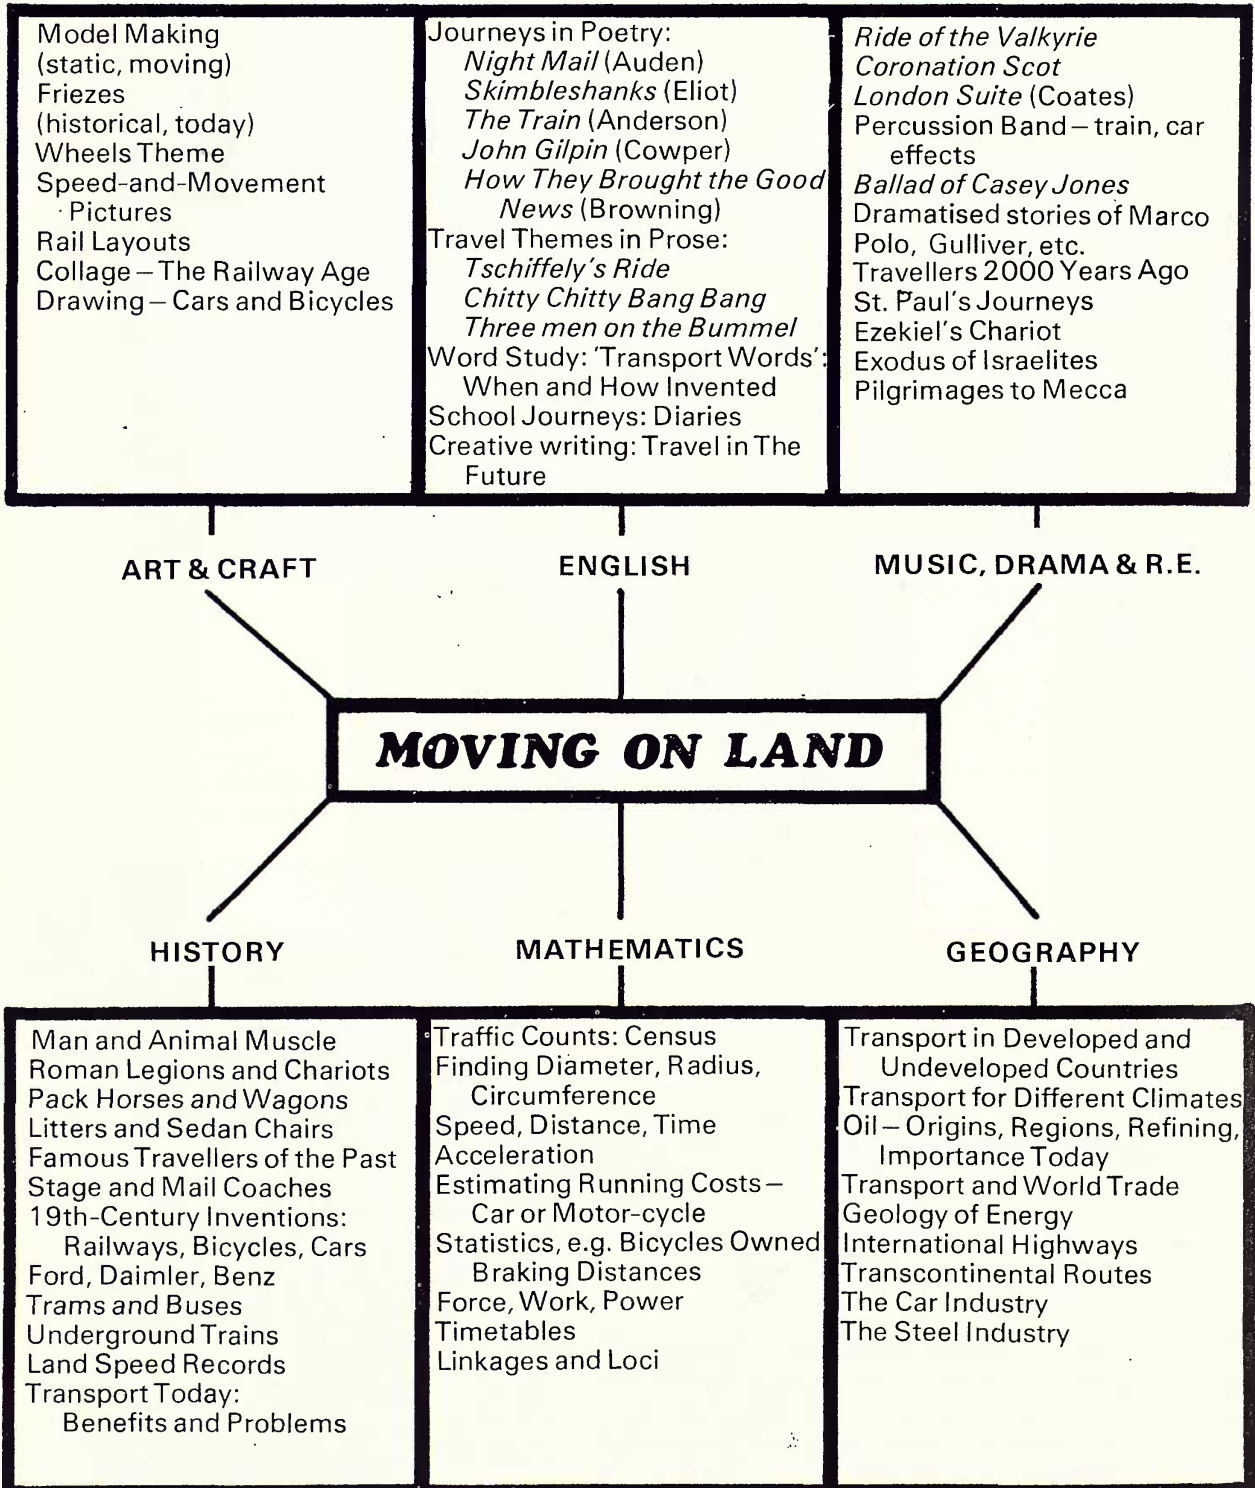 Model Making
(static, moving)
Friezes
(historical, today)
Wheels Theme
Speed-and-Movement
Pictures
Rail Layouts
Collage – The Railway Age
Drawing – Cars and Bicycles
Journeys in Poetry:
Night Mail (Auden)
Skimbleshanks (Eliot)
The Train (Anderson)
John Gilpin (Cowper)
How They Brought the Good
News (Browning)
Travel Themes in Prose:
Tschiffely's Ride
Chitty Chitty Bang Bang
Three men on the Bummel
Word Study: 'Transport Words':
When and How Invented
School Journeys: Diaries
Creative writing: Travel in The
Future
Ride of the Valkyrie
Coronation Scot
London Suite (Coates)
Percussion Band – train, car
effects
Ballad of Casey Jones
Dramatised stories of Marco
Polo, Gulliver, etc.
Travellers 2000 Years Ago
St. Paul's Journeys
Ezekiel's Chariot
Exodus of Israelites
Pilgrimages to Mecca
ART & CRAFT
ENGLISH
MUSIC, DRAMA & R.E.
MOVING ON LAND
HISTORY
MATHEMATICS
GEOGRAPHY
Man and Animal Muscle
Roman Legions and Chariots
Pack Horses and Wagons
Litters and Sedan Chairs
Famous Travellers of the Past
Stage and Mail Coaches
19th-Century Inventions:
Railways, Bicycles, Cars
Ford, Daimler, Benz
Trams and Buses
Underground Trains
Land Speed Records
Transport Today:
Benefits and Problems
Traffic Counts: Census
Finding Diameter, Radius,
Circumference
Speed, Distance, Time
Acceleration
Estimating Running Costs –
Car or Motor-cycle
Statistics, e.g. Bicycles Owned
Braking Distances
Force, Work, Power
Timetables
Linkages and Loci
Transport in Developed and
Undeveloped Countries
Transport for Different Climates
Oil – Origins, Regions, Refining,
Importance Today
Transport and World Trade
Geology of Energy
International Highways
Transcontinental Routes
The Car Industry
The Steel Industry